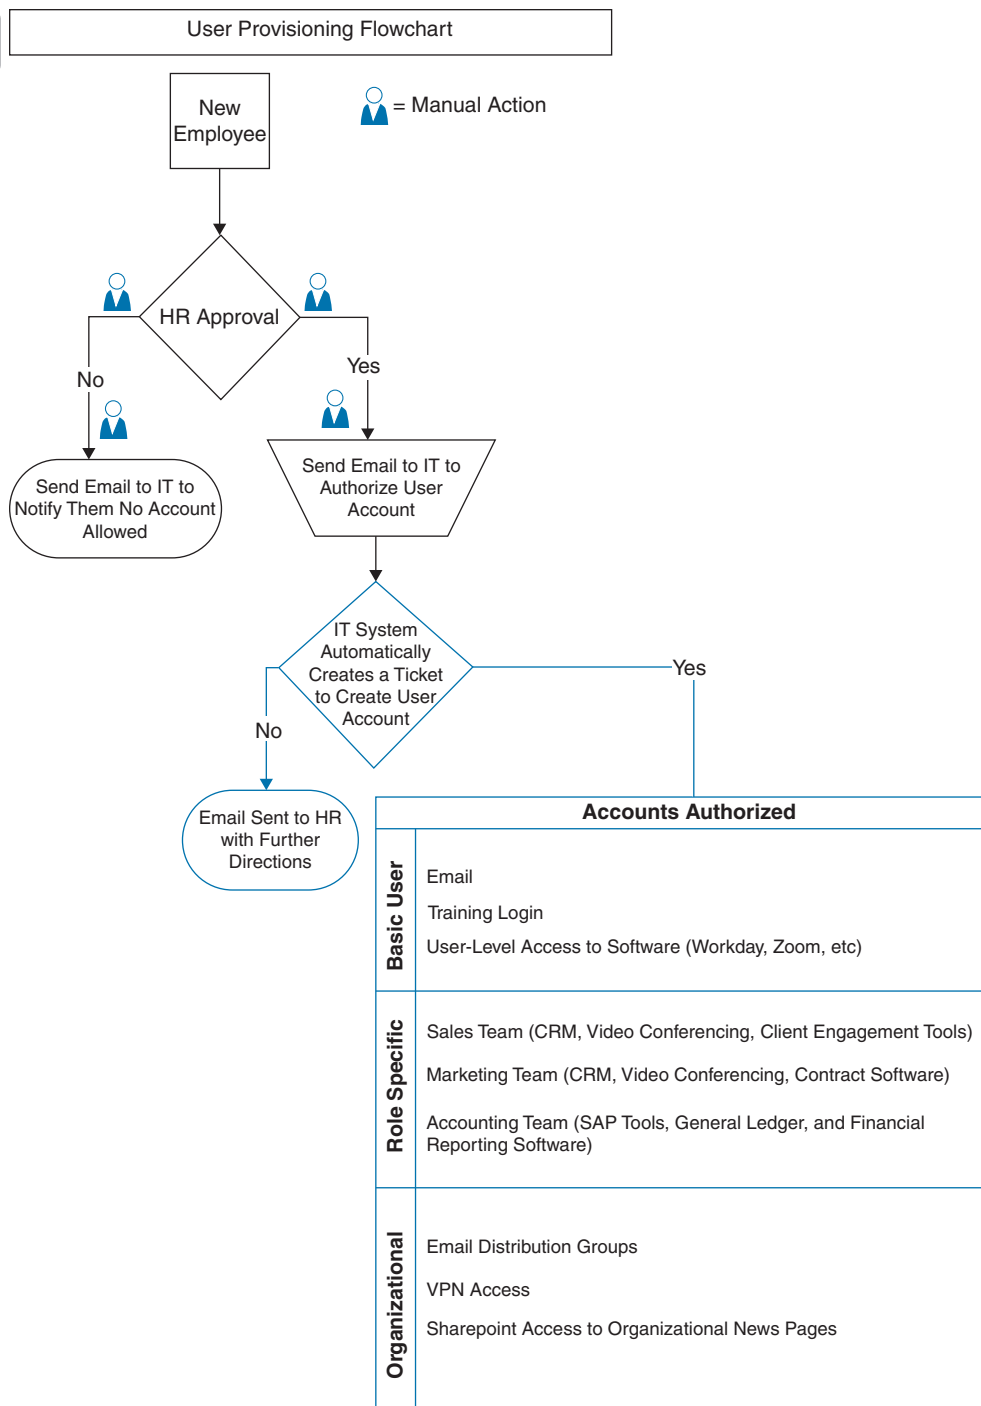 User Provisioning Flowchart
New
Employee
= Manual Action
HR Approval
No
Yes
Send Email to IT to
Notify Them No Account
Allowed
Send Email to IT to
Authorize User
Account
IT System
Automatically
Creates a Ticket
to Create User
Account
No
Yes
Email Sent to HR
with Further
Directions
Accounts Authorized
Basic User
Email
Training Login
User-Level Access to Software (Workday, Zoom, etc)
Role Specific
Sales Team (CRM, Video Conferencing, Client Engagement Tools)
Marketing Team (CRM, Video Conferencing, Contract Software)
Accounting Team (SAP Tools, General Ledger, and Financial
Reporting Software)
Organizational
Email Distribution Groups
VPN Access
Sharepoint Access to Organizational News Pages